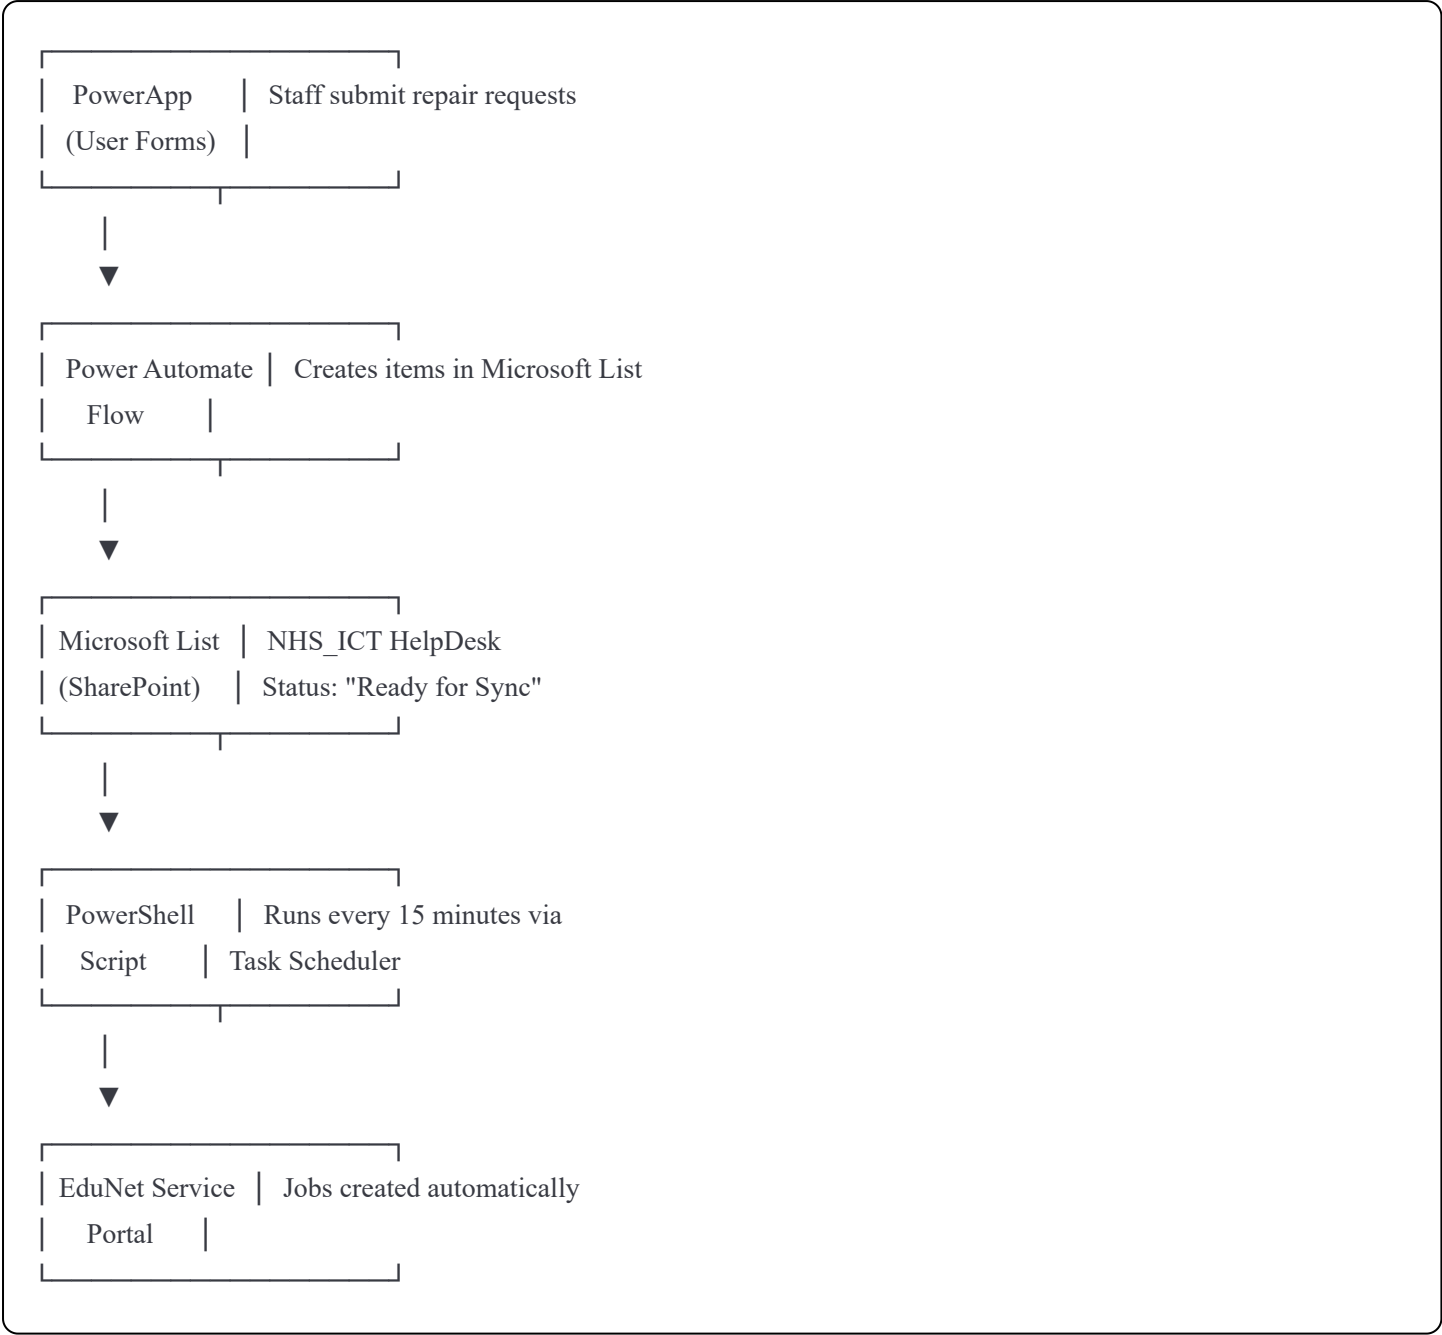 ┌─────────────────┐
│ PowerApp │ Staff submit repair requests
│ (User Forms) │
└────────┬────────┘
│
▼
┌─────────────────┐
│ Power Automate │ Creates items in Microsoft List
│ Flow │
└────────┬────────┘
│
▼
┌─────────────────┐
│ Microsoft List │ NHS_ICT HelpDesk
│ (SharePoint) │ Status: "Ready for Sync"
└────────┬────────┘
│
▼
┌─────────────────┐
│ PowerShell │ Runs every 15 minutes via
│ Script │ Task Scheduler
└────────┬────────┘
│
▼
┌─────────────────┐
│ EduNet Service │ Jobs created automatically
│ Portal │
└─────────────────┘